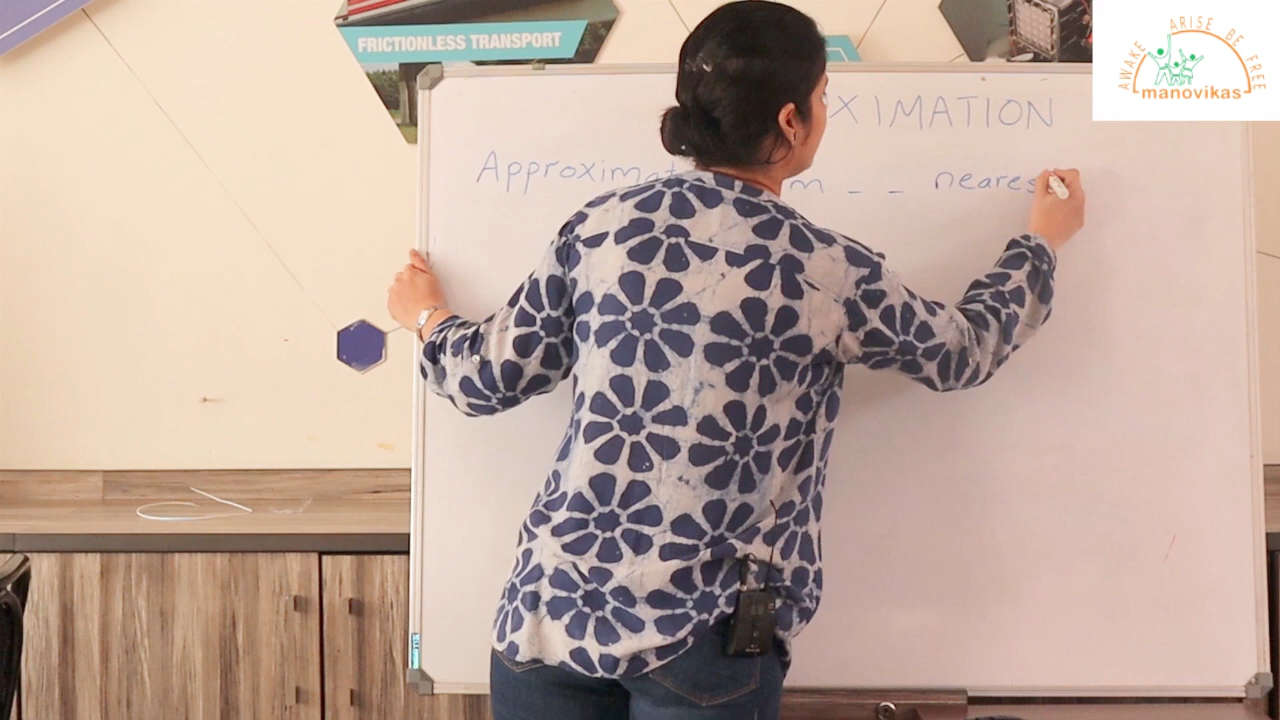 FRICTIONLESS TRANSPORT
AWAKE ARISE BE FREE
manovikas
XIMATION
Approximat m _ _ neares